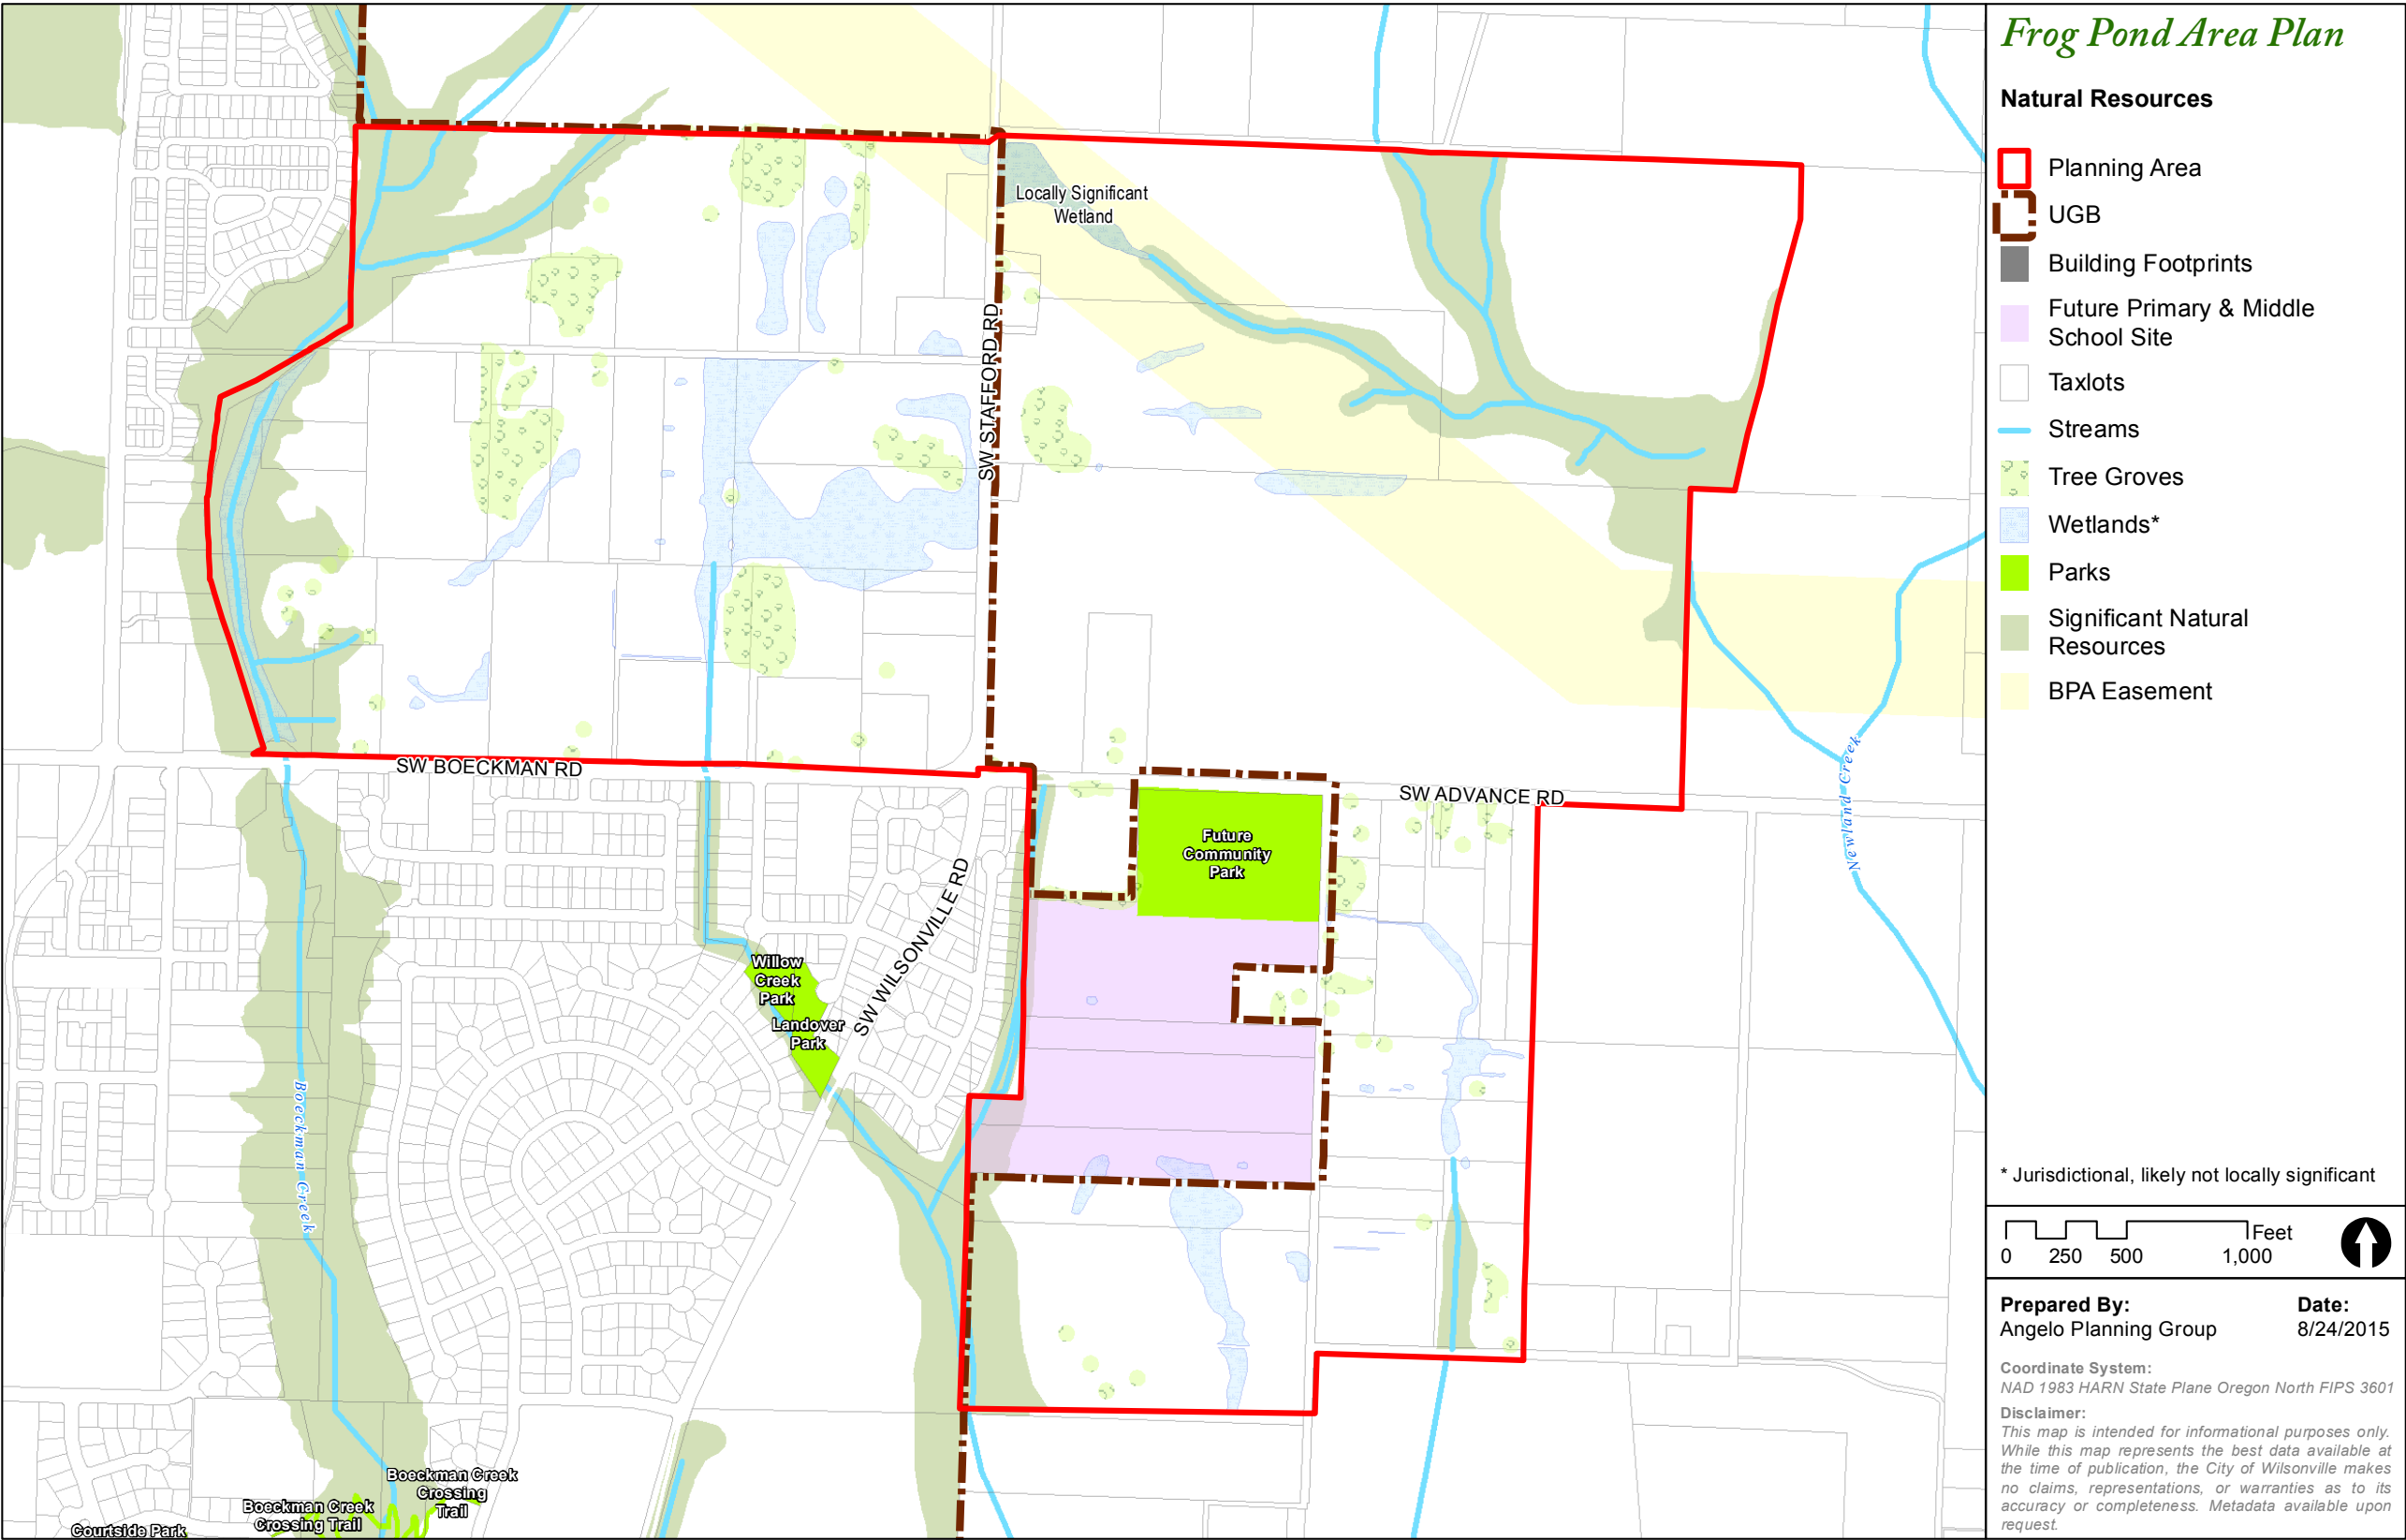 Frog Pond Area Plan
Natural Resources
Planning Area
UGB
Building Footprints
Future Primary & Middle
School Site
Taxlots
Streams
Tree Groves
Wetlands*
Parks
Significant Natural
Resources
BPA Easement
* Jurisdictional, likely not locally significant
Feet
0 250 500 1,000
Prepared By: Date:
Angelo Planning Group 8/24/2015
Coordinate System:
NAD 1983 HARN State Plane Oregon North FIPS 3601
Disclaimer:
This map is intended for informational purposes only.
While this map represents the best data available at
the time of publication, the City of Wilsonville makes
no claims, representations, or warranties as to its
accuracy or completeness. Metadata available upon
request.
Locally Significant
Wetland
SW STAFFORD RD
SW BOECKMAN RD
SW ADVANCE RD
Future
Community
Park
Newland Creek
SW WILSONVILLE RD
Willow
Creek
Park
Landover
Park
Boeckman Creek
Boeckman Creek
Crossing
Trail
Boeckman Creek
Crossing Trail
Courtside Park